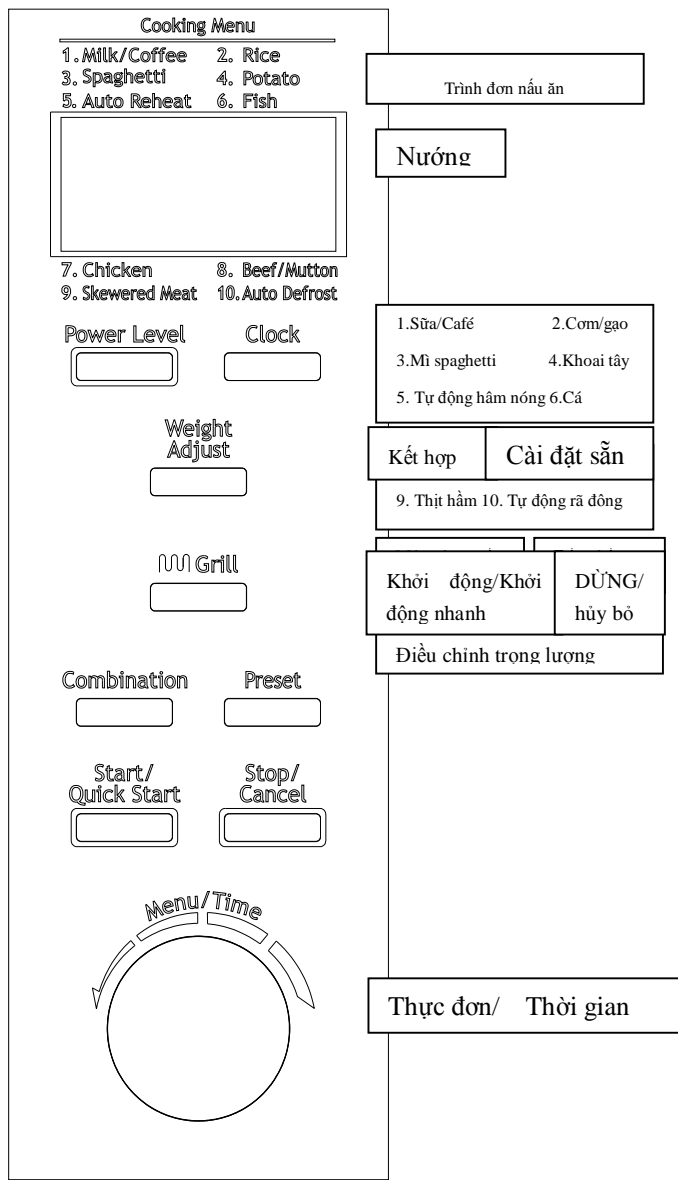 Cooking Menu
1. Milk/Coffee 2. Rice
3. Spaghetti 4. Potato
5. Auto Reheat 6. Fish
7. Chicken 8. Beef/Mutton
9. Skewered Meat 10. Auto Defrost
Power Level Clock
Weight
Adjust
Grill
Combination Preset
Start/
Quick Start
Stop/
Cancel
Menu/Time
Trình đơn nấu ăn
Nướng
1.Sữa/Café 2.Cơm/gạo
3.Mì spaghetti 4.Khoai tây
5. Tự động hâm nóng 6.Cá
Kết hợp Cài đặt sẵn
9. Thịt hầm 10. Tự động rã đông
Khởi động/Khởi
động nhanh
DỪNG/
hủy bỏ
Điều chỉnh trọng lượng
Thực đơn/ Thời gian